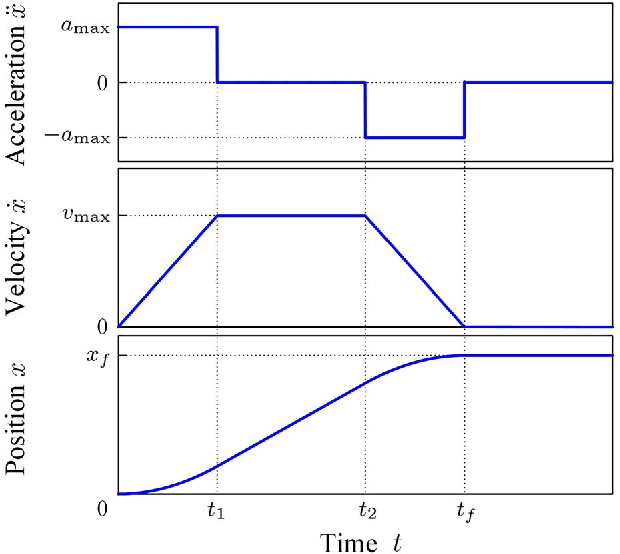 Acceleration ẍ
a_max
0
−a_max
Velocity ẋ
v_max
0
Position x
x_f
0
t_1 t_2 t_f
Time t